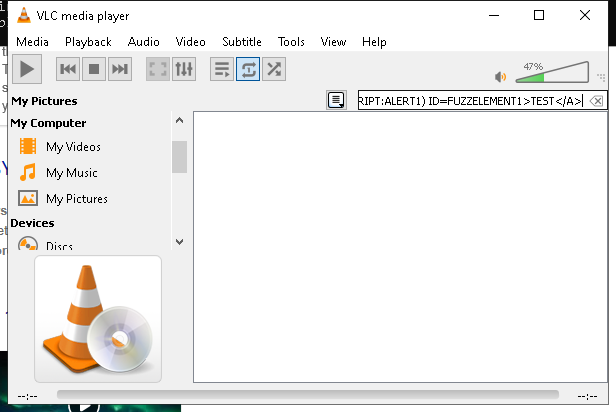 VLC media player
Media Playback Audio Video Subtitle Tools View Help
47%
My Pictures
RIPT:ALERT1) ID=FUZZELEMENT1>TEST</A>
My Computer
My Videos
My Music
My Pictures
Devices
Discs
--:-- --:--